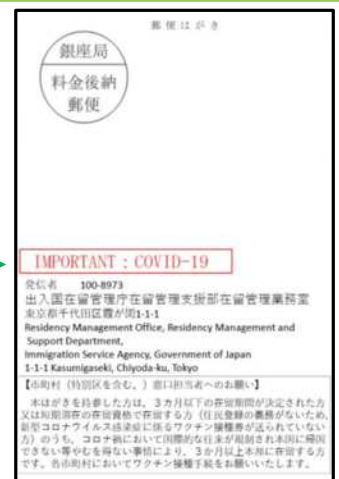 郵便はがき
銀座局
料金後納
郵便
IMPORTANT : COVID-19
発信者 100-8973
出入国在留管理庁在留管理支援部在留管理業務室
東京都千代田区霞が関1-1-1
Residency Management Office, Residency Management and
Support Department,
Immigration Service Agency, Government of Japan
1-1-1 Kasumigaseki, Chiyoda-ku, Tokyo
【市町村（特別区を含む。）窓口担当者へのお願い】
本はがきを持参した方は、3カ月以下の在留期間が決定された方
又は短期滞在の在留資格で在留する方（住民登録の義務がないため、
新型コロナウイルス感染症に係るワクチン接種券が送られていない
方）のうち、コロナ禍において国際的な往来が規制され本国に帰国
できない等やむを得ない事情により、3か月以上本邦に在留する方
です。各市町村においてワクチン接種手続をお願いいたします。